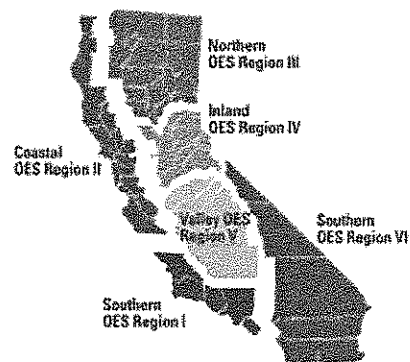 Northern
OES Region III
Inland
OES Region IV
Coastal
OES Region II
Valley OES
Region V
Southern
OES Region VI
Southern
OES Region I